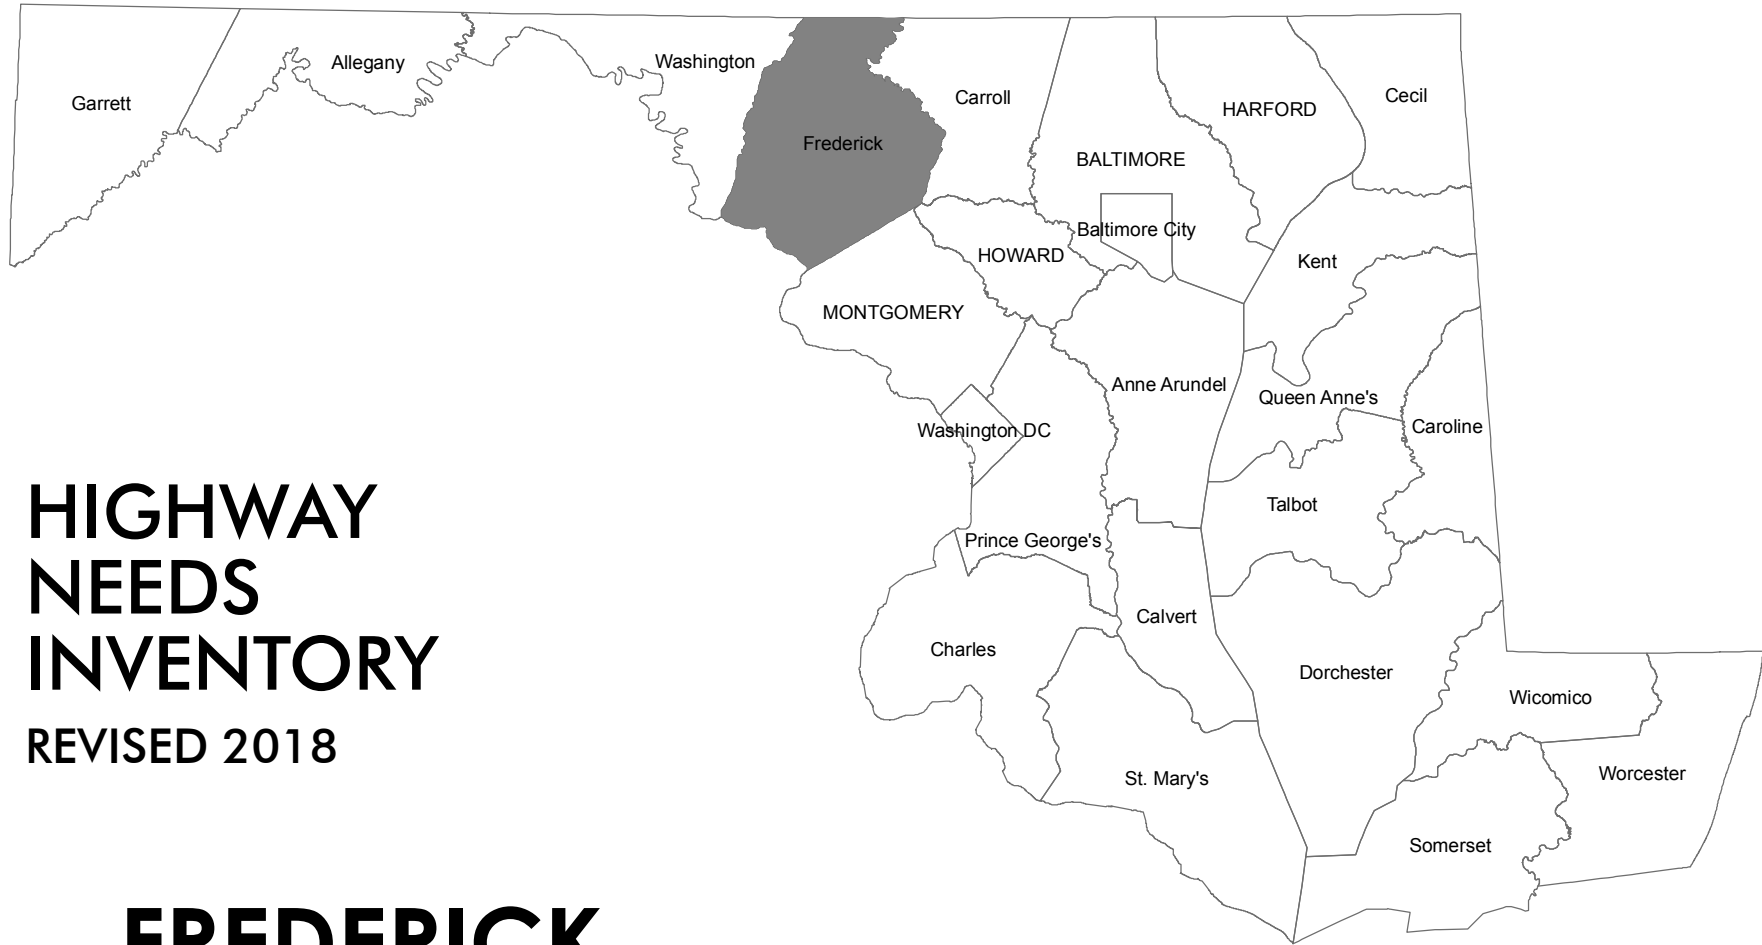 Garrett
Allegany
Washington
Frederick
Carroll
BALTIMORE
HARFORD
Cecil
Baltimore City
HOWARD
Kent
MONTGOMERY
Anne Arundel
Queen Anne's
Washington DC
Caroline
Talbot
Prince George's
Calvert
Charles
Dorchester
Wicomico
St. Mary's
Worcester
Somerset
HIGHWAY
NEEDS
INVENTORY
REVISED 2018
FREDERICK